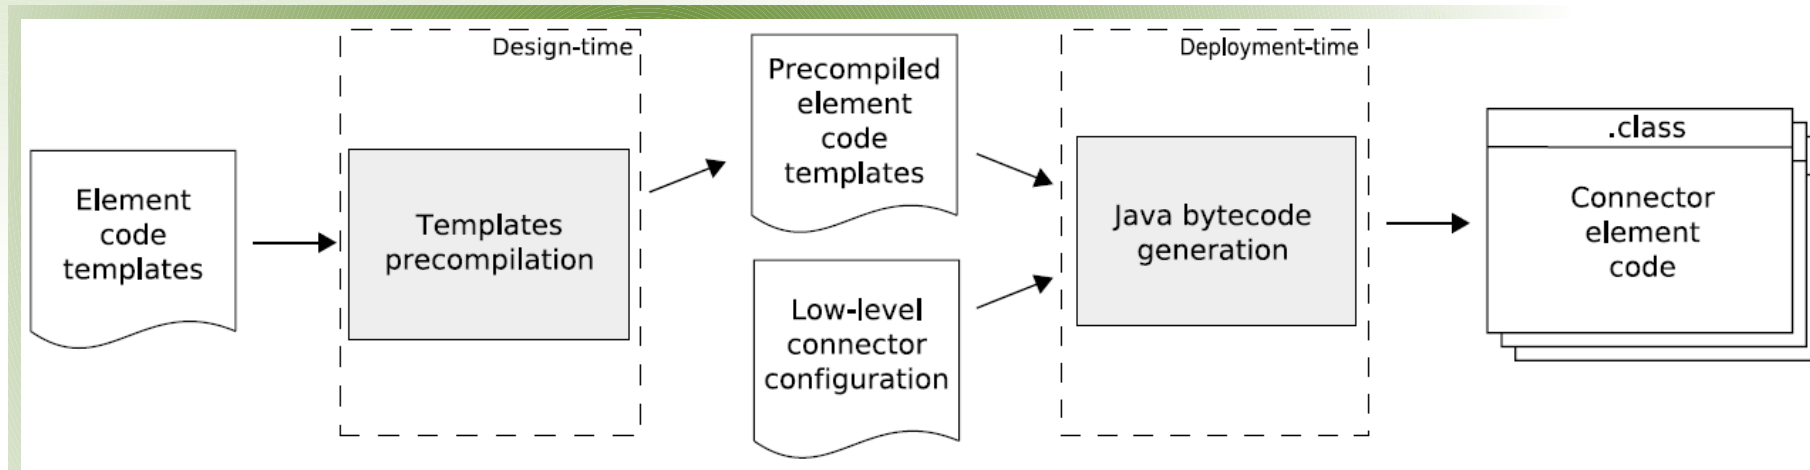 Design-time
Deployment-time
Element
code
templates
Templates
precompilation
Precompiled
element
code
templates
Low-level
connector
configuration
Java bytecode
generation
.class
Connector
element
code